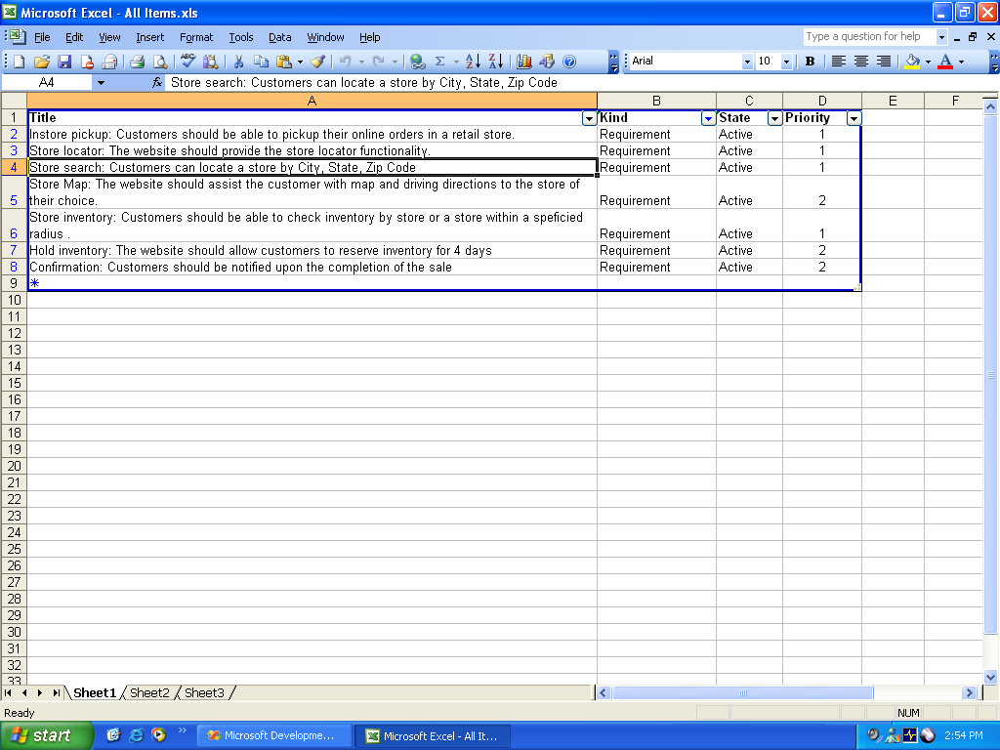 Microsoft Excel - All Items.xls
File Edit View Insert Format Tools Data Window Help Type a question for help
Arial 10 B A
A4 fx Store search: Customers can locate a store by City, State, Zip Code
A B C D E F
1 Title Kind State Priority
2 Instore pickup: Customers should be able to pickup their online orders in a retail store. Requirement Active 1
3 Store locator: The website should provide the store locator functionality. Requirement Active 1
4 Store search: Customers can locate a store by City, State, Zip Code Requirement Active 1
Store Map: The website should assist the customer with map and driving directions to the store of
5 their choice. Requirement Active 2
Store inventory: Customers should be able to check inventory by store or a store within a speficied
6 radius . Requirement Active 1
7 Hold inventory: The website should allow customers to reserve inventory for 4 days Requirement Active 2
8 Confirmation: Customers should be notified upon the completion of the sale Requirement Active 2
9 *
10
11
12
13
14
15
16
17
18
19
20
21
22
23
24
25
26
27
28
29
30
31
32
33
Sheet1 Sheet2 Sheet3
Ready NUM
start Microsoft Developme... Microsoft Excel - All It... 2:54 PM